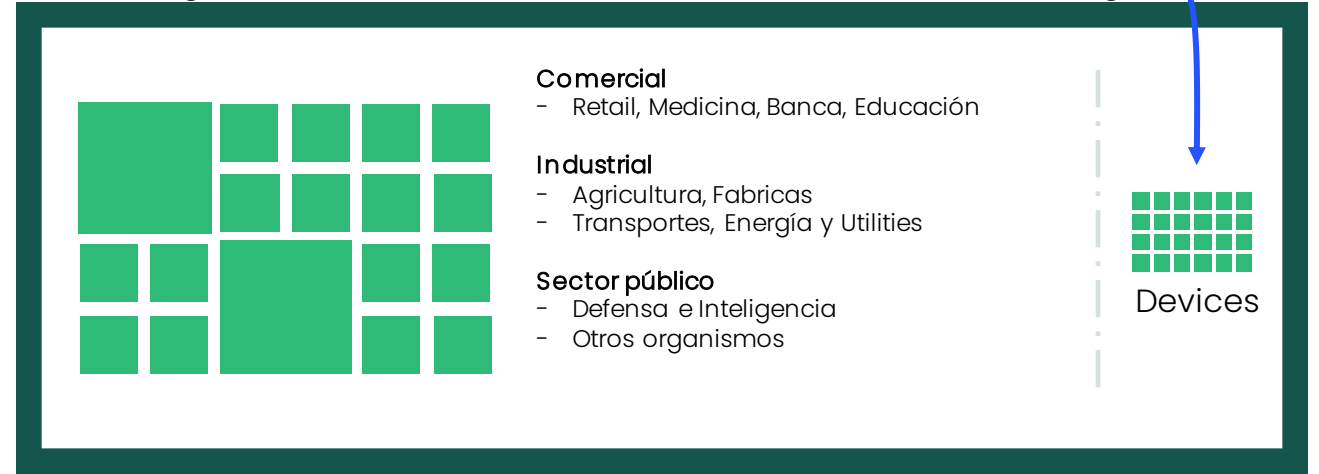 Comercial
- Retail, Medicina, Banca, Educación
Industrial
- Agricultura, Fabricas
- Transportes, Energía y Utilities
Sector público
- Defensa e Inteligencia
- Otros organismos
Devices